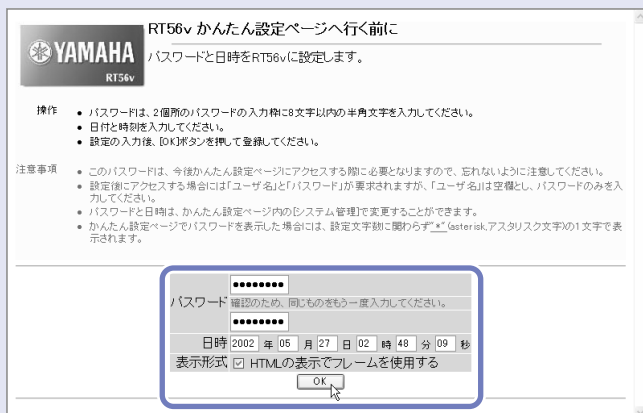 RT56v かんたん設定ページへ行く前に
YAMAHA
RT56v
パスワードと日時をRT56vに設定します。
操作
● パスワードは、2個所のパスワードの入力枠に8文字以内の半角文字を入力してください。
● 日付と時刻を入力してください。
● 設定の入力後、[OK]ボタンを押して登録してください。
注意事項
● このパスワードは、今後かんたん設定ページにアクセスする際に必要となりますので、忘れないように注意してください。
● 設定後にアクセスする場合には「ユーザ名」と「パスワード」が要求されますが、「ユーザ名」は空欄とし、パスワードのみを入
力してください。
● パスワードと日時は、かんたん設定ページ内の[システム管理]で変更することができます。
● かんたん設定ページでパスワードを表示した場合には、設定文字数に関わらず"*"(asterisk,アスタリスク文字)の1文字で表
示されます。
●●●●●●●●
パスワード 確認のため、同じものをもう一度入力してください。
●●●●●●●●
日時 2002 年 05 月 27 日 02 時 48 分 09 秒
表示形式 ☑ HTMLの表示でフレームを使用する
OK